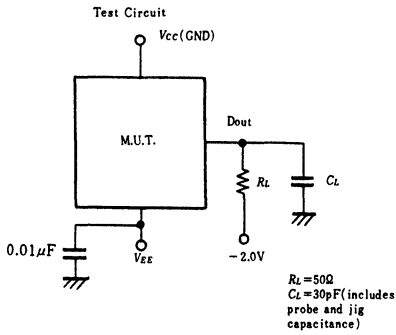 Test Circuit
Vcc(GND)
M.U.T.
Dout
RL
CL
0.01μF
VEE
−2.0V
RL=50Ω
CL=30pF(includes
probe and jig
capacitance)